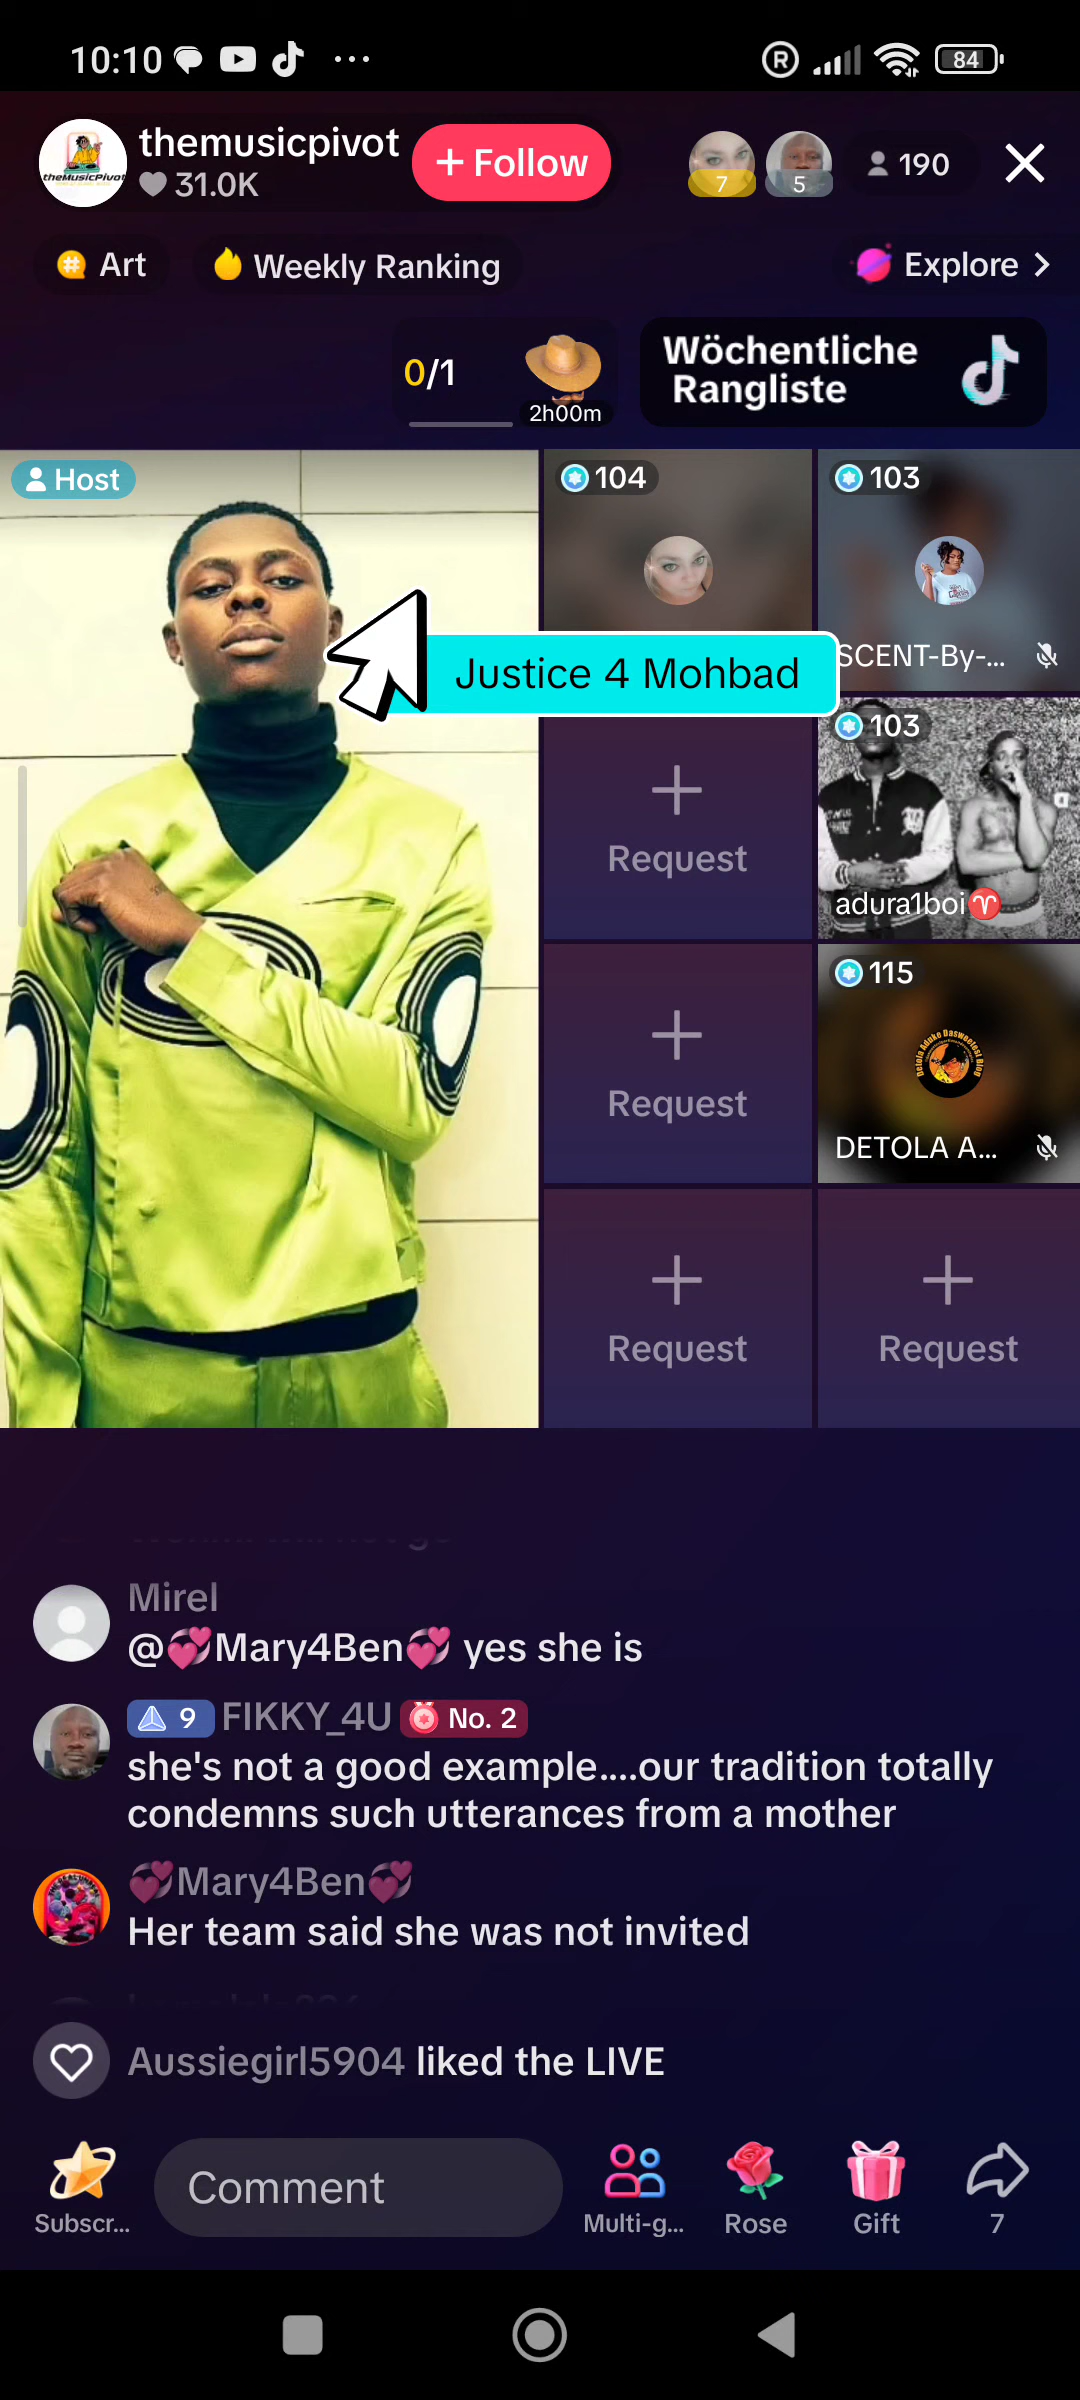 10:10
84
themusicpivot
31.0K
+ Follow
7
5
190
Art
Weekly Ranking
Explore
0/1
2h00m
Wöchentliche
Rangliste
Host
104
103
SCENT-By-...
Justice 4 Mohbad
Request
103
adura1boi♈
Request
115
DETOLA A...
Request
Request
Mirel
@💞Mary4Ben💞 yes she is
9 FIKKY_4U No. 2
she's not a good example....our tradition totally
condemns such utterances from a mother
💞Mary4Ben💞
Her team said she was not invited
Aussiegirl5904 liked the LIVE
Subscr...
Comment
Multi-g...
Rose
Gift
7